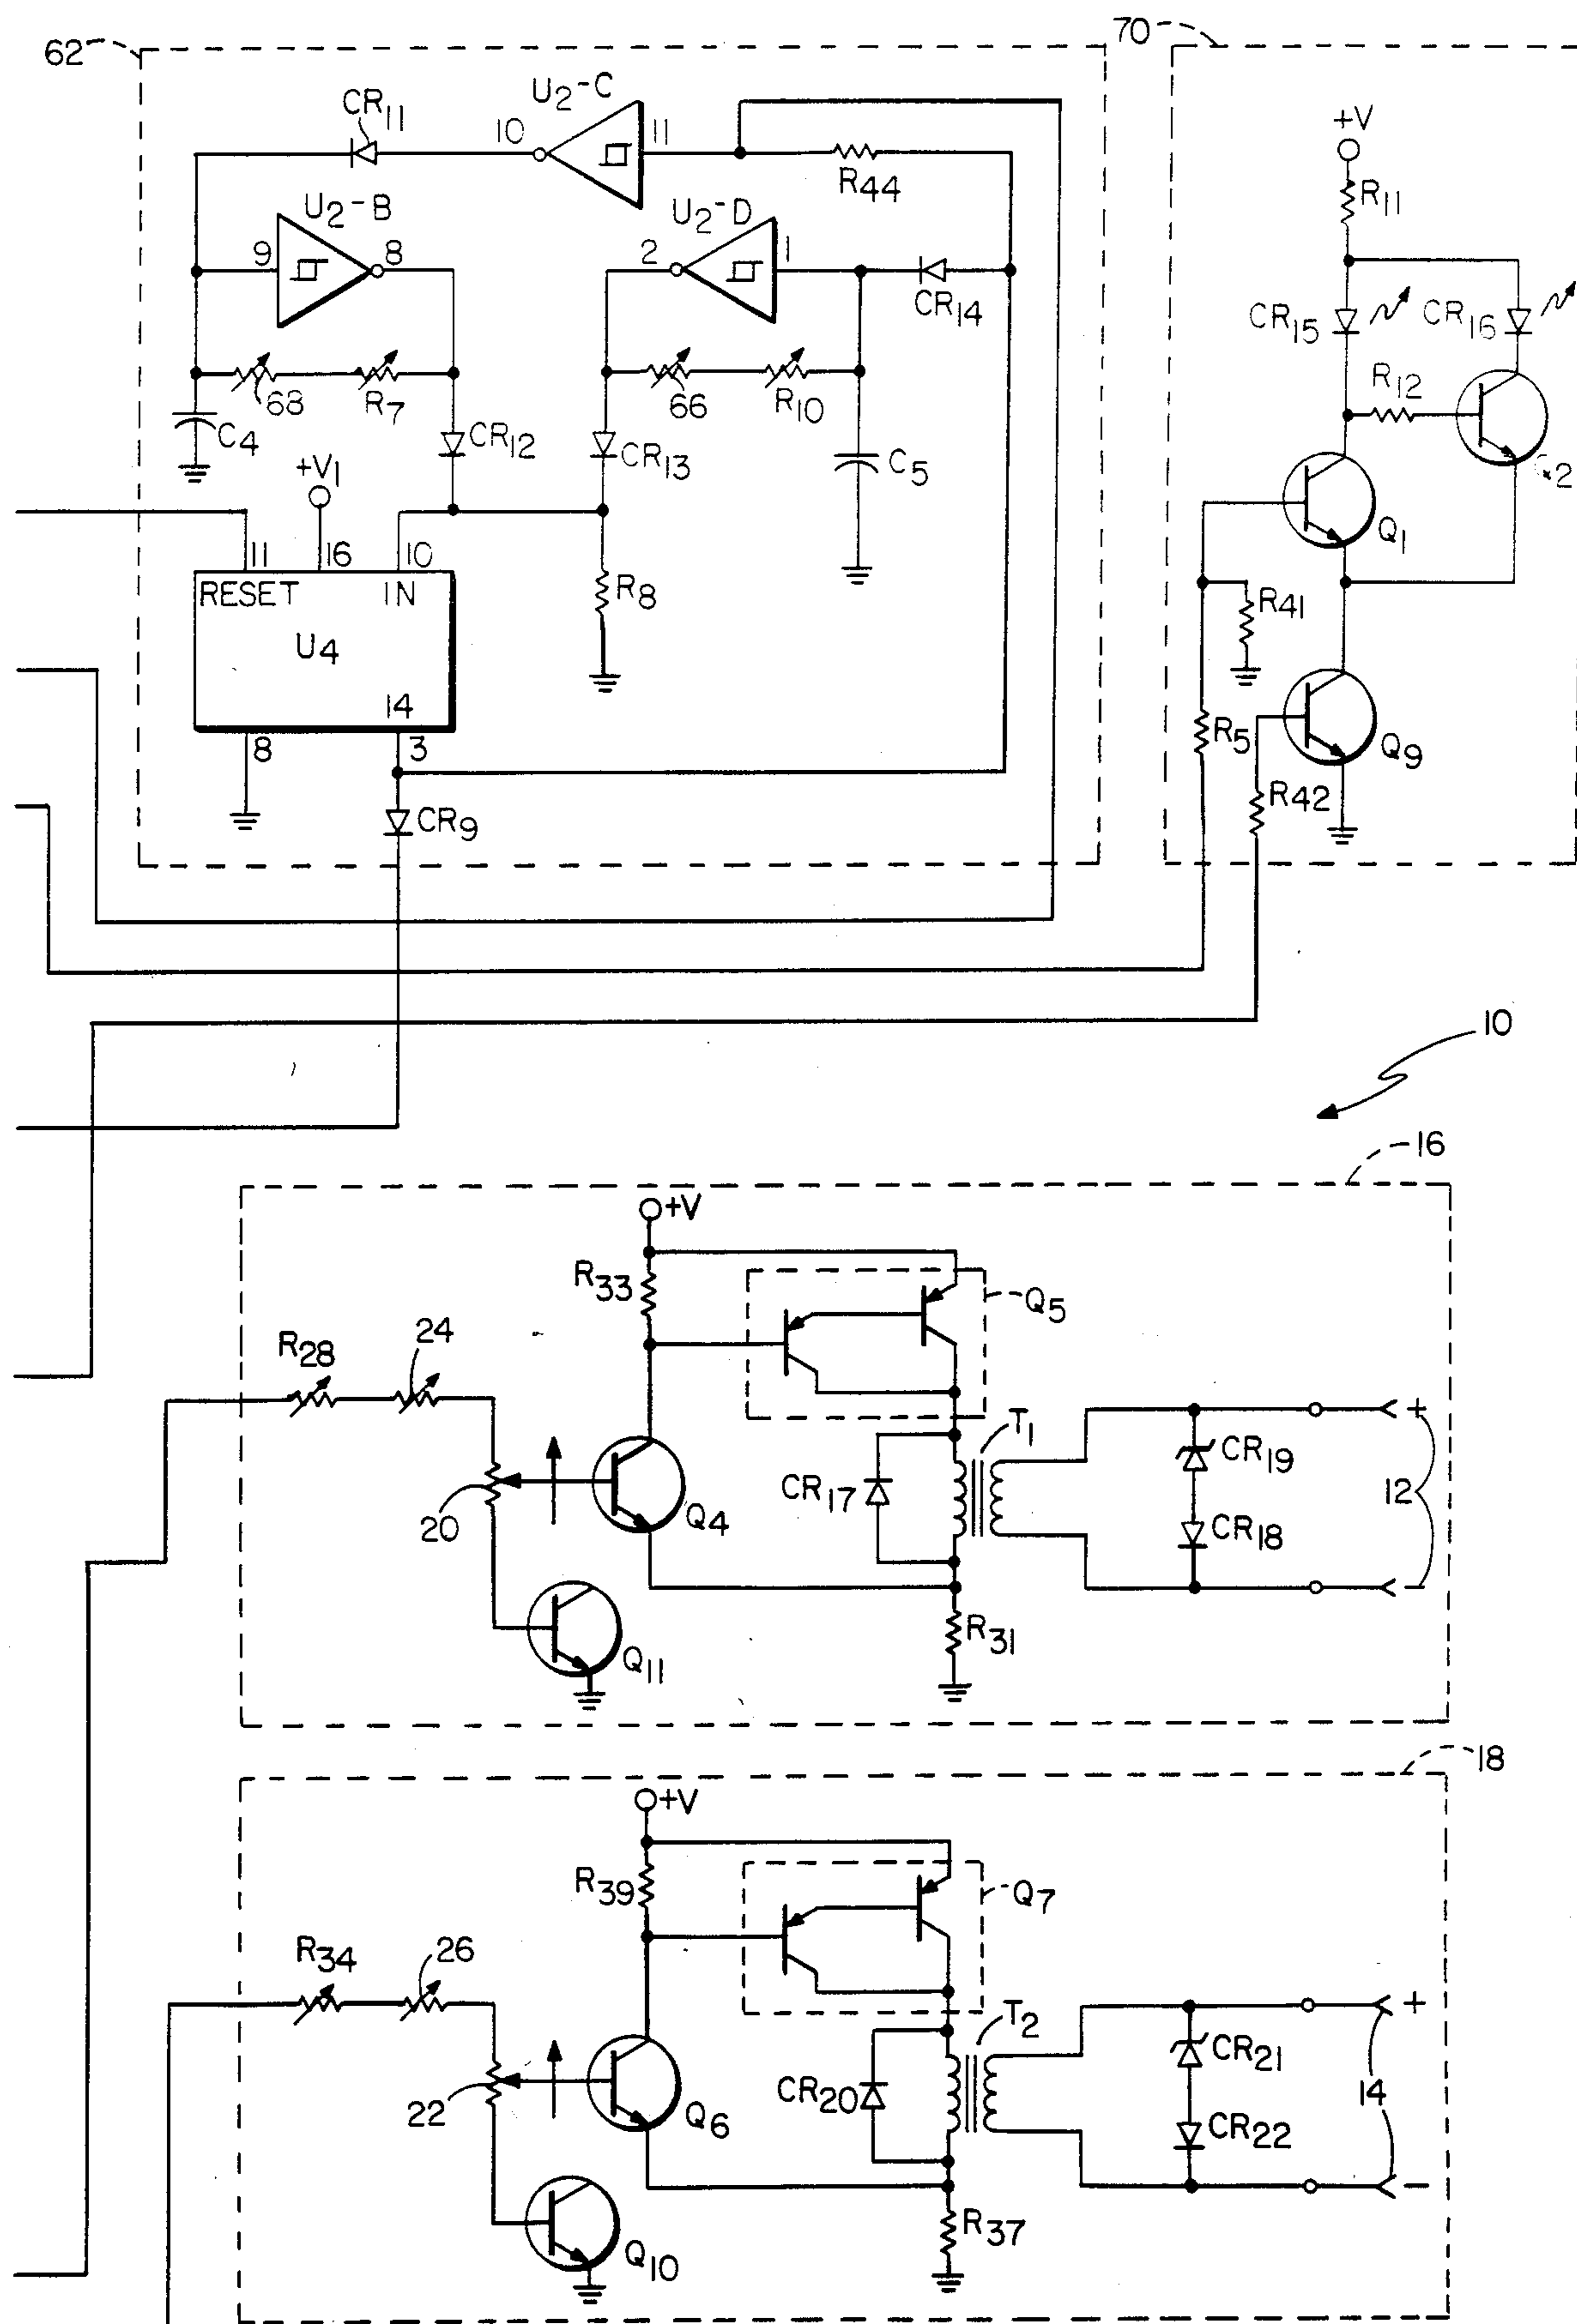 62
70
CR11
U2-C
10
11
R44
+V
R11
U2-B
9
8
U2-D
2
1
CR14
CR15
CR16
R12
68
R7
66
R10
C4
CR12
CR13
C5
Q2
+V1
Q1
11
16
10
RESET
IN
U4
R8
R41
14
8
3
R5
Q9
CR9
R42
10
16
+V
R33
Q5
R28
24
T1
+
CR19
CR17
12
20
Q4
CR18
−
R31
Q11
18
+V
R39
Q7
R34
26
T2
+
CR21
CR20
14
22
Q6
CR22
−
R37
Q10